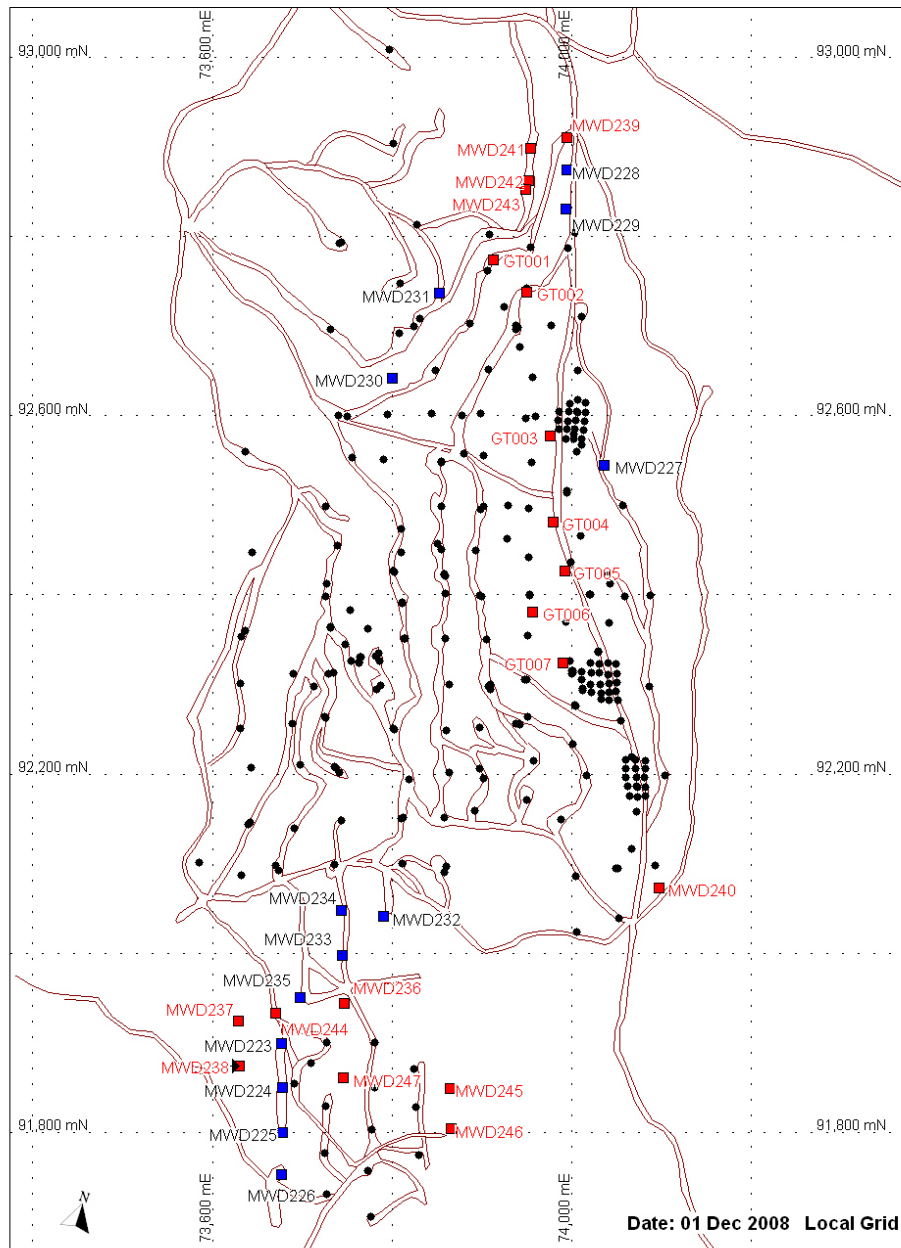 93,000 mN
73,600 mE
74,000 mE
93,000 mN
MWD239
MWD241
MWD228
MWD242
MWD243
MWD229
GT001
MWD231
GT002
MWD230
92,600 mN
92,600 mN
GT003
MWD227
GT004
GT005
GT006
GT007
92,200 mN
92,200 mN
MWD240
MWD234
MWD232
MWD233
MWD235
MWD236
MWD237
MWD244
MWD223
MWD238
MWD247
MWD224
MWD245
MWD225
MWD246
91,800 mN
91,800 mN
MWD226
N
73,600 mE
74,000 mE
Date: 01 Dec 2008 Local Grid